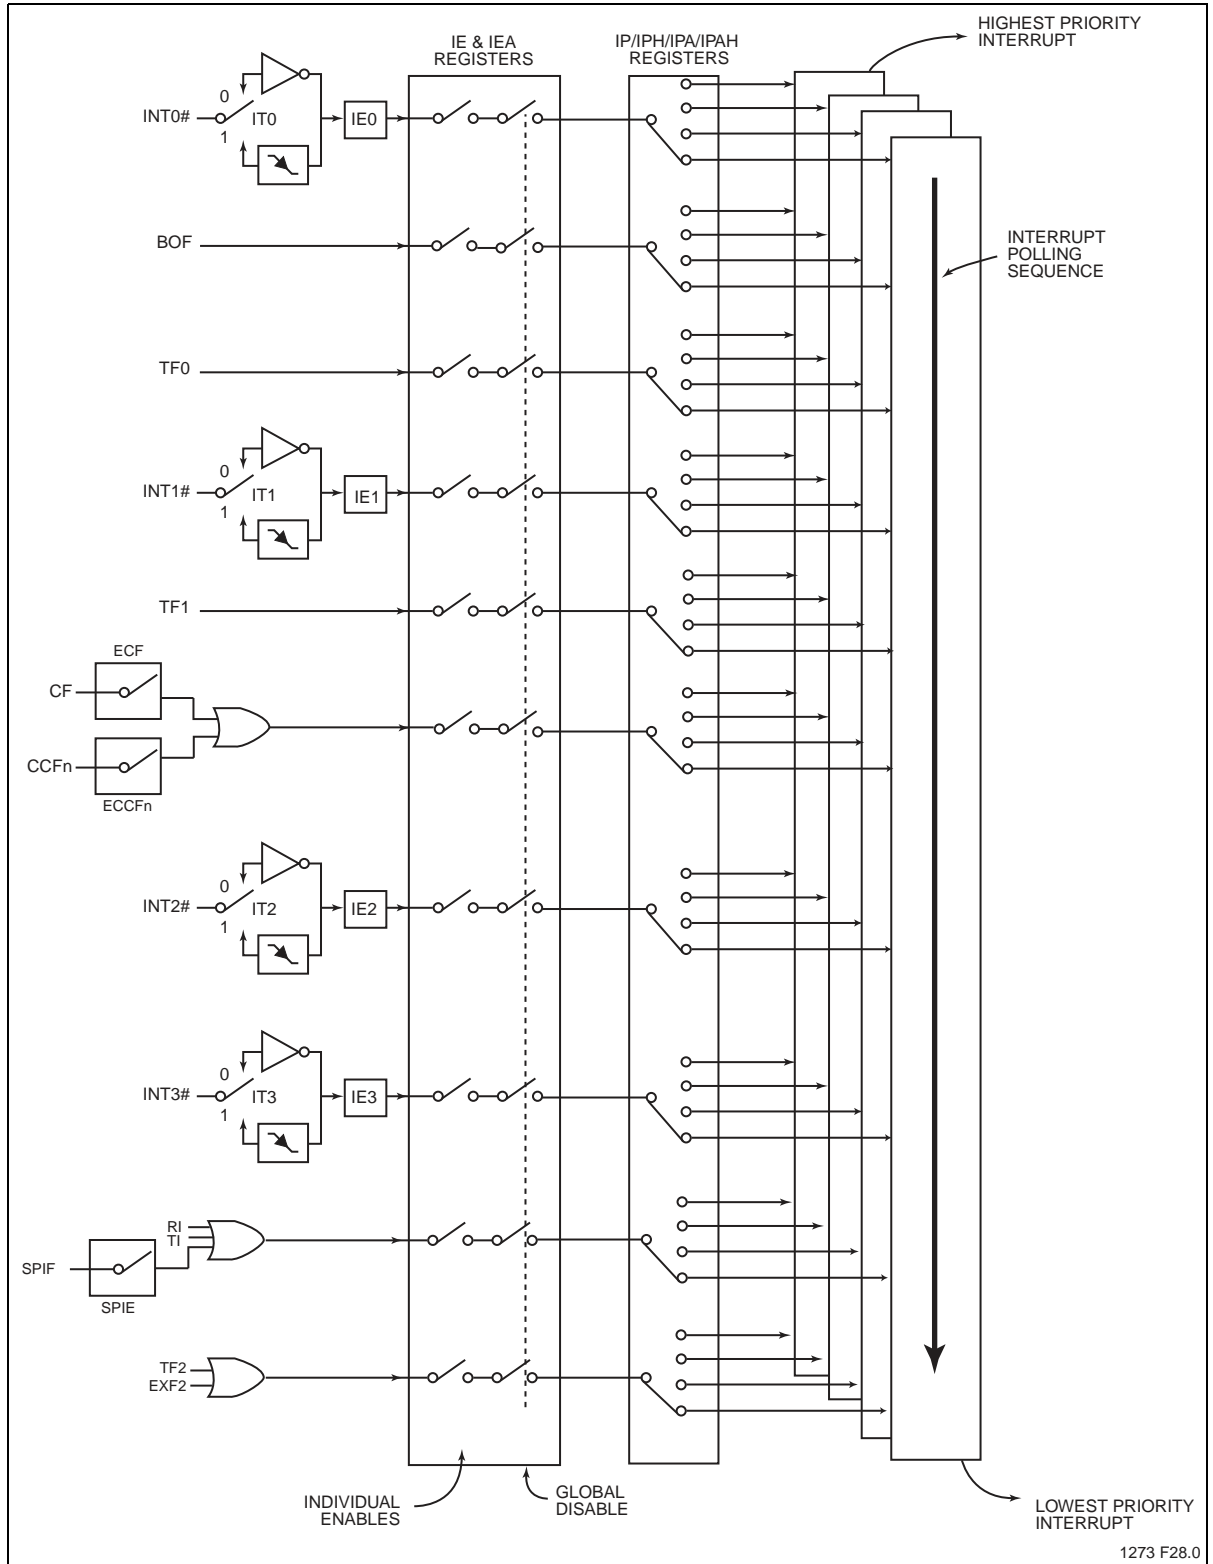 HIGHEST PRIORITY
INTERRUPT
IE & IEA
REGISTERS
IP/IPH/IPA/IPAH
REGISTERS
0
INT0#
IT0
IE0
1
BOF
INTERRUPT
POLLING
SEQUENCE
TF0
0
INT1#
IT1
IE1
1
TF1
ECF
CF
CCFn
ECCFn
0
INT2#
IT2
IE2
1
0
INT3#
IT3
IE3
1
RI
TI
SPIF
SPIE
TF2
EXF2
INDIVIDUAL
ENABLES
GLOBAL
DISABLE
LOWEST PRIORITY
INTERRUPT
1273 F28.0